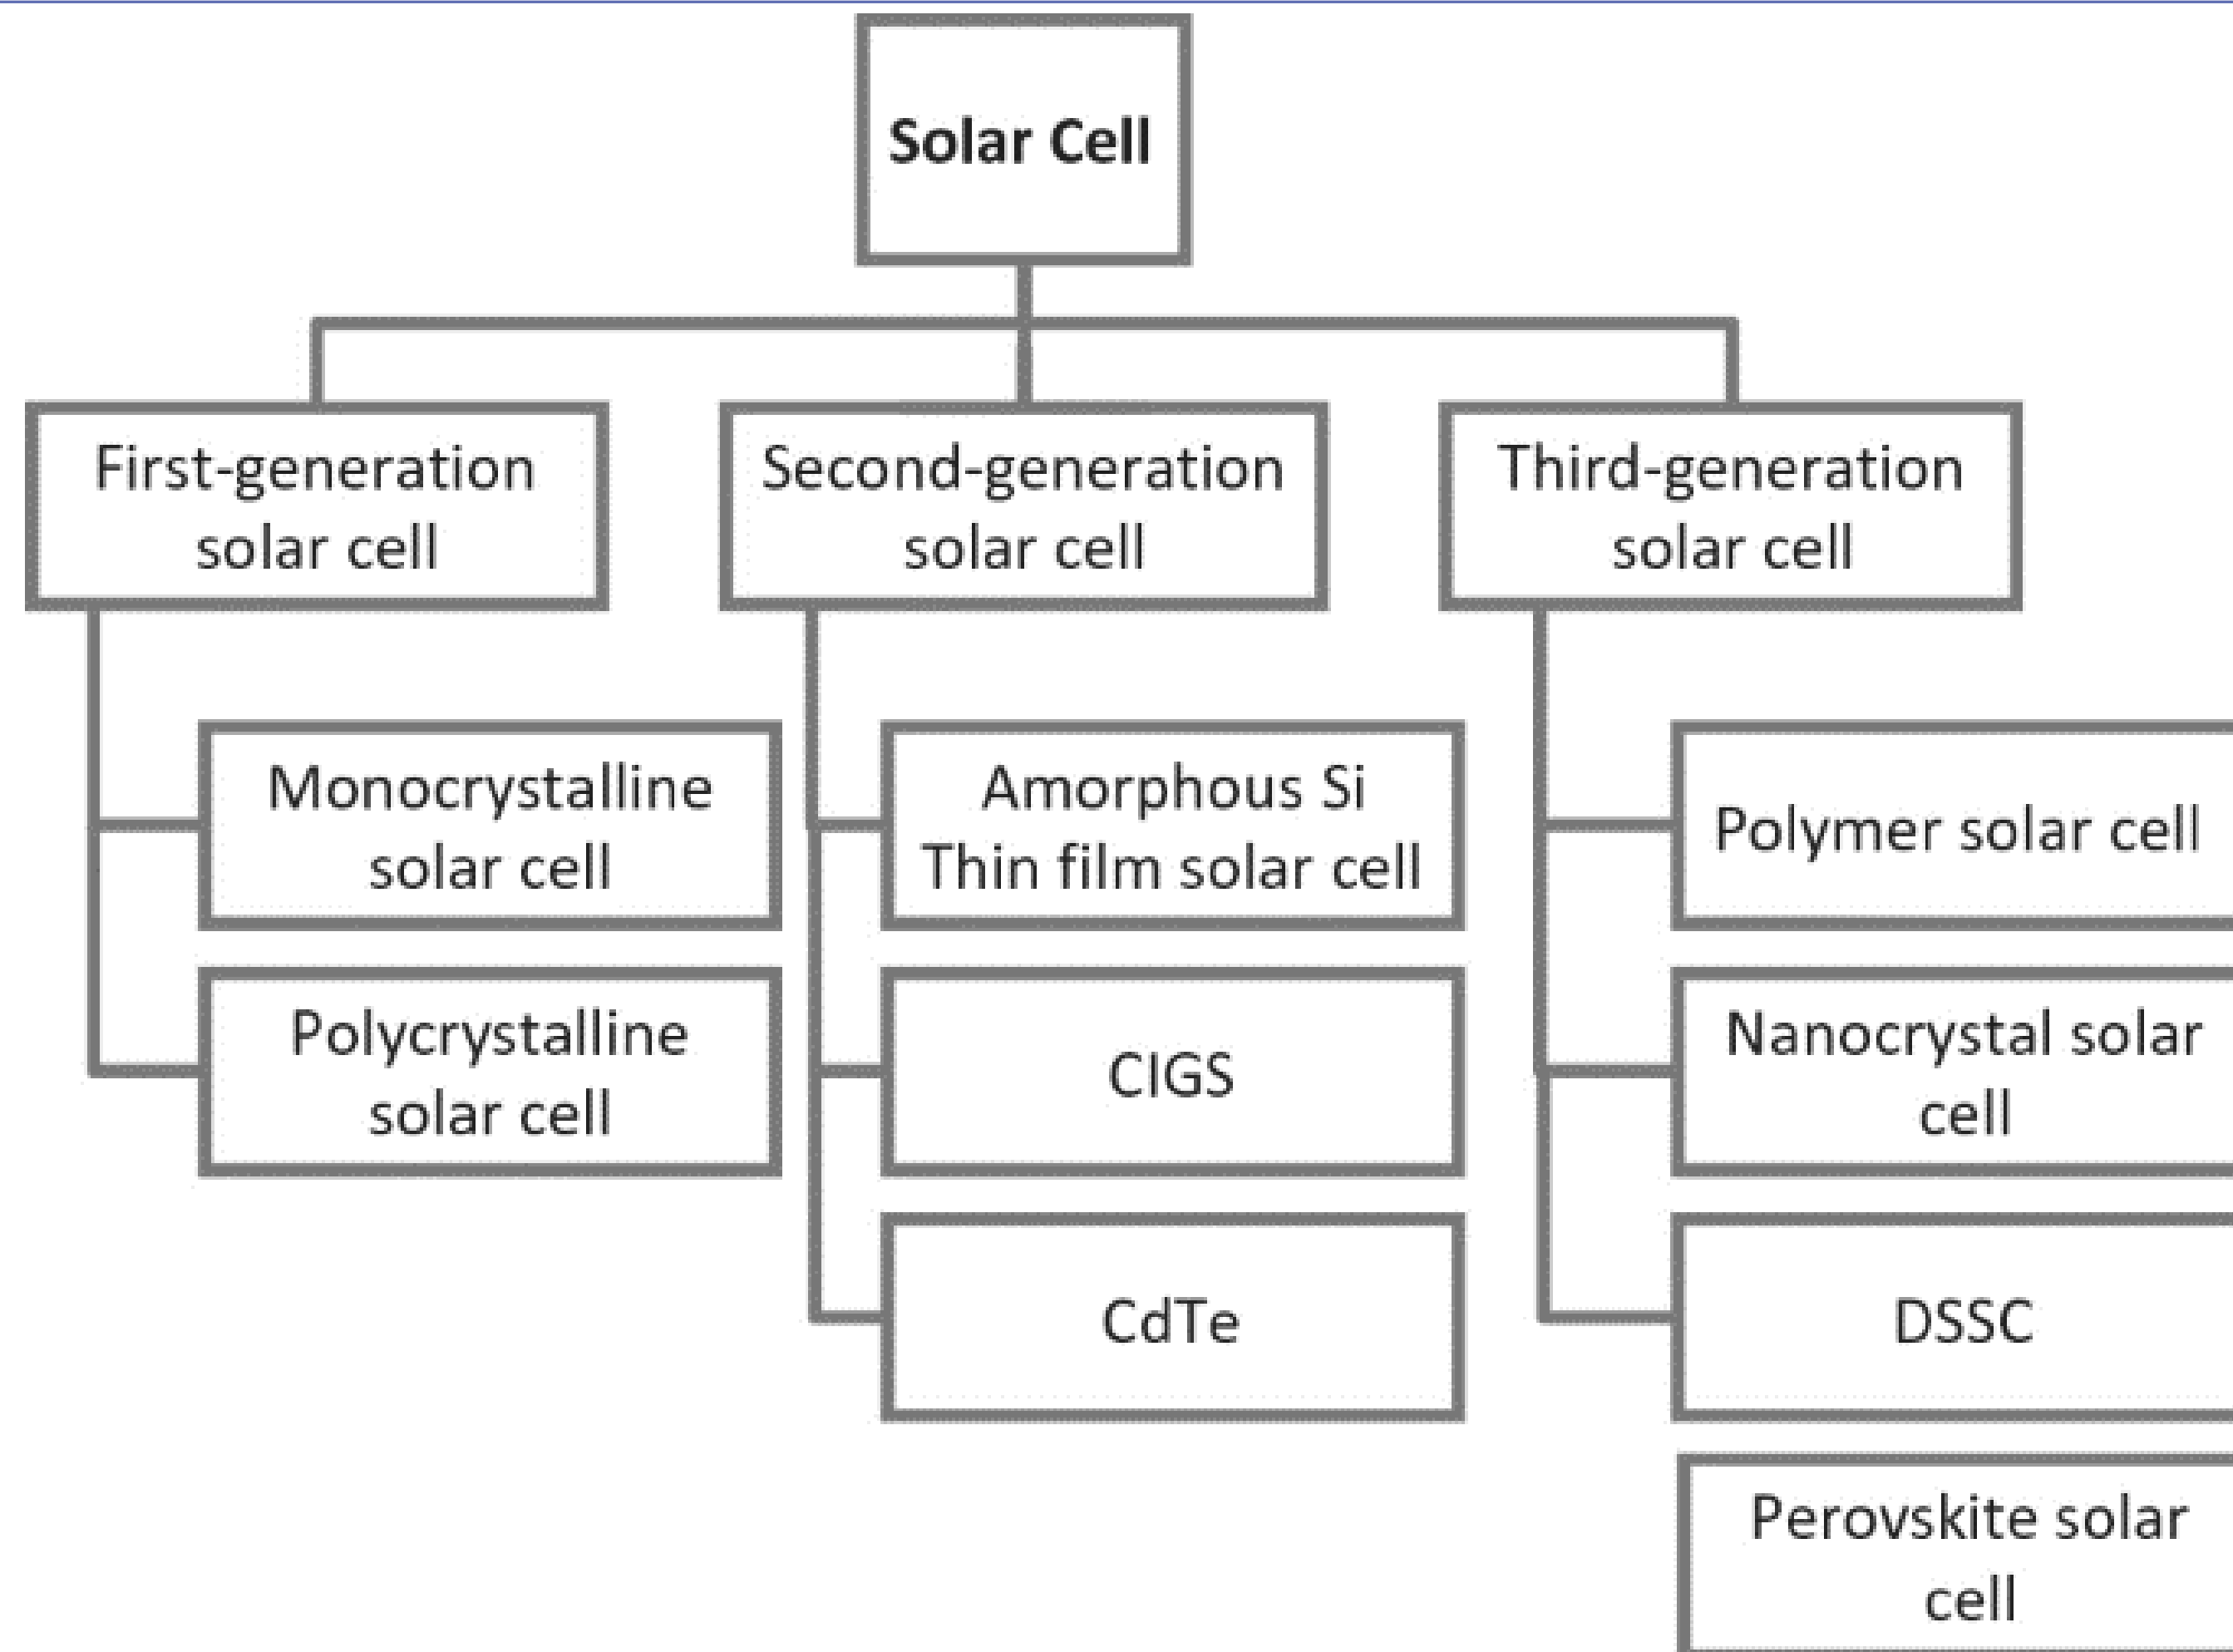 Solar Cell
First-generation
solar cell
Second-generation
solar cell
Third-generation
solar cell
Monocrystalline
solar cell
Polycrystalline
solar cell
Amorphous Si
Thin film solar cell
CIGS
CdTe
Polymer solar cell
Nanocrystal solar
cell
DSSC
Perovskite solar
cell